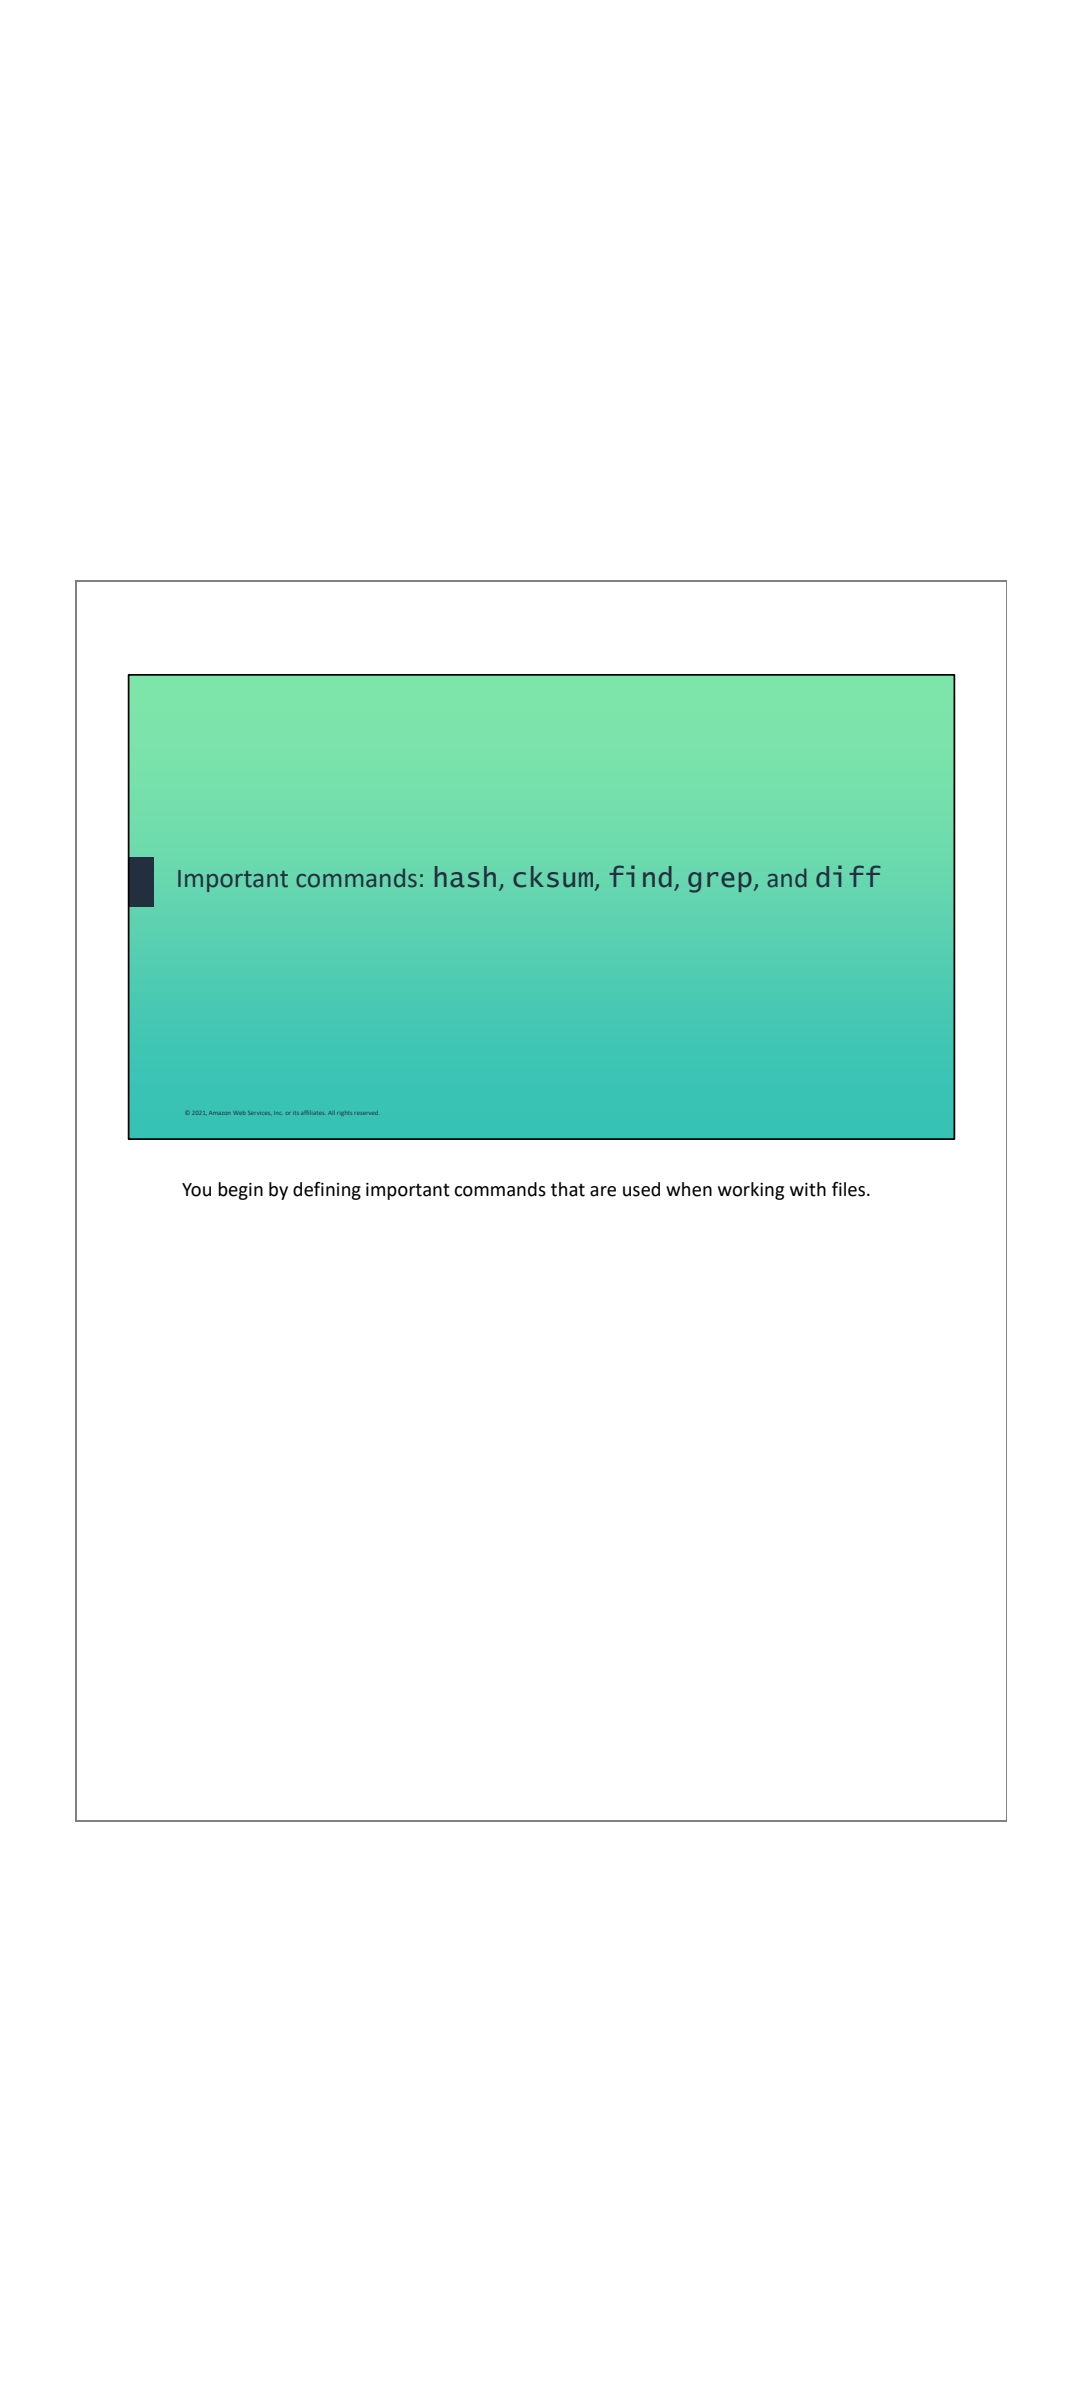 Important commands: hash, cksum, find, grep, and diff
© 2021, Amazon Web Services, Inc. or its affiliates. All rights reserved.
You begin by defining important commands that are used when working with files.